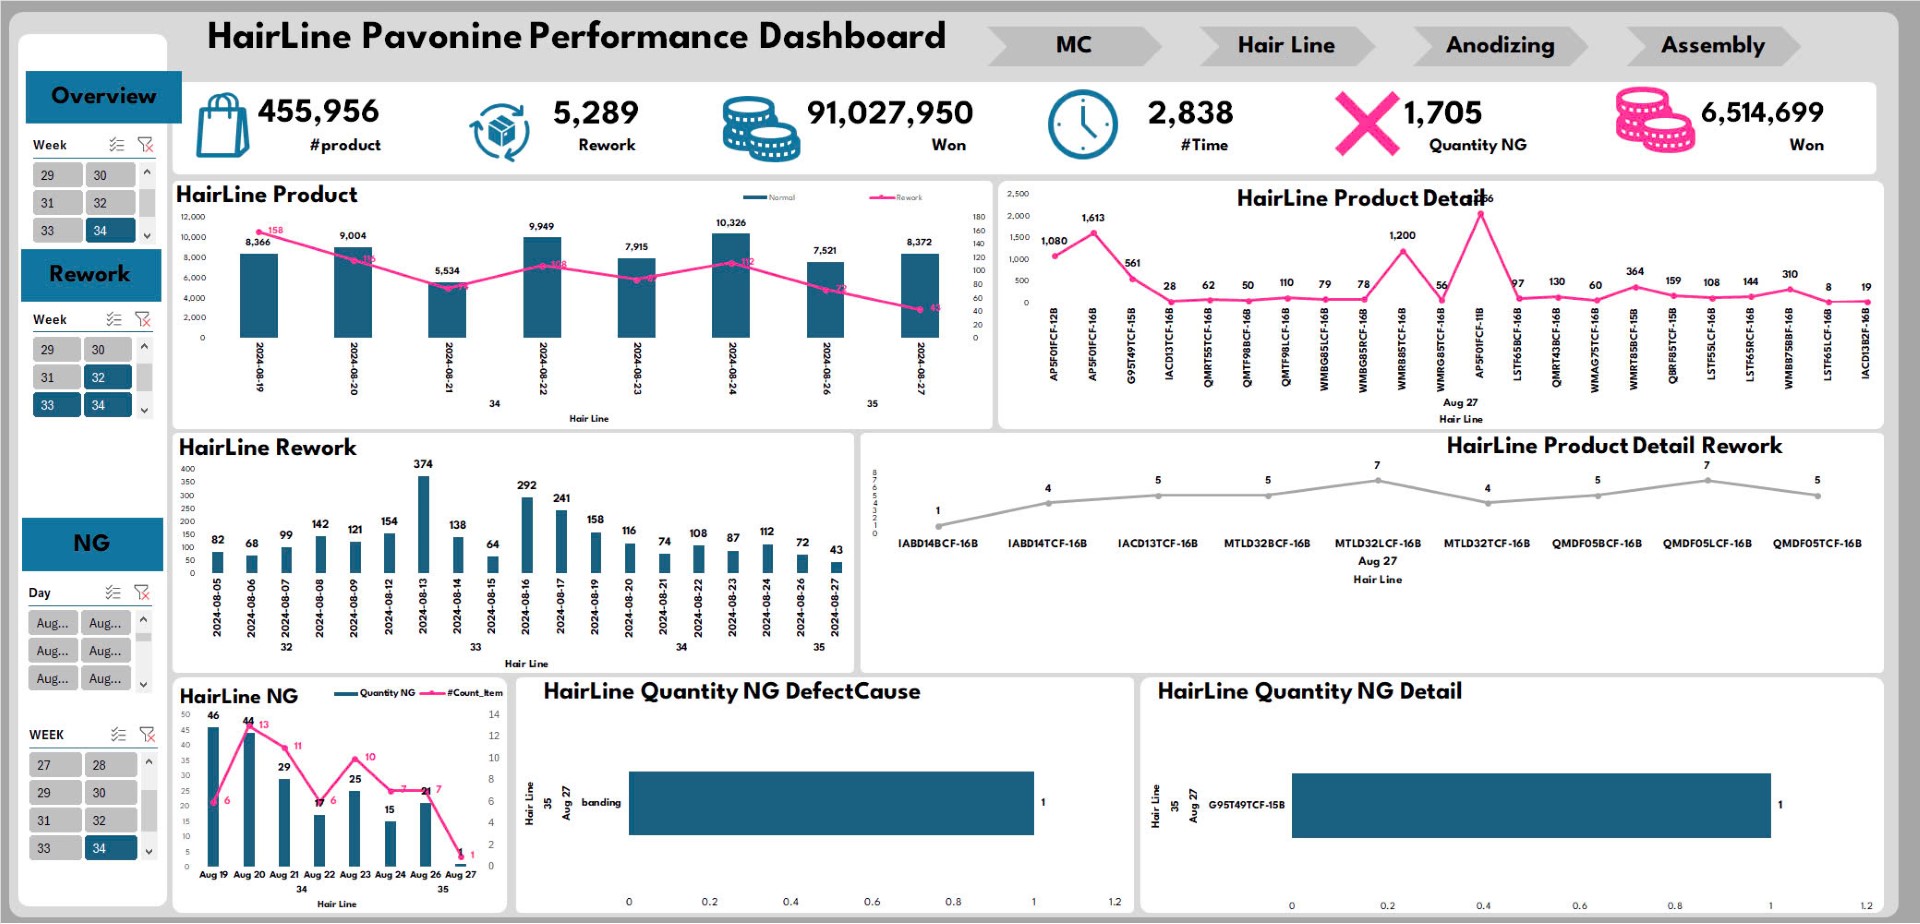 HairLine Pavonine Performance Dashboard
MC
Hair Line
Anodizing
Assembly
Overview
455,956
#product
5,289
Rework
91,027,950
Won
2,838
#Time
1,705
Quantity NG
6,514,699
Won
Week
29 30
31 32
33 34
Rework
Week
29 30
31 32
33 34
NG
Day
Aug... Aug...
Aug... Aug...
Aug... Aug...
WEEK
27 28
29 30
31 32
33 34
HairLine Product
Normal
Rework
12,000
10,000
8,000
6,000
4,000
2,000
0
180
160
140
120
100
80
60
40
20
0
8,366 9,004 5,534 9,949 7,915 10,326 7,521 8,372
158 116 108 112 72 43
2024-08-19 2024-08-20 2024-08-21 2024-08-22 2024-08-23 2024-08-24 2024-08-26 2024-08-27
34 35
Hair Line
HairLine Product Detail
2,500
2,000
1,500
1,000
500
0
1,080 1,613 561 28 62 50 110 79 78 1,200 56 97 130 60 364 159 108 144 310 8 19
AP5F01FCF-12B AP5F01FCF-16B G95T49TCF-15B IACD13TCF-16B QMRT55TCF-16B QMTF98BCF-16B QMTF98LCF-16B WMBG85LCF-16B WMBG85RCF-16B WMRB85TCF-16B WMRG85TCF-16B AP5F01FCF-11B LSTF65BCF-16B QMRT43BCF-16B WMAG75TCF-16B WMRT85BCF-15B QBRF85TCF-15B LSTF55LCF-16B LSTF65RCF-16B WMBB75BBF-16B LSTF65LCF-16B IACD13BZF-16B
Aug 27
Hair Line
HairLine Rework
400
350
300
250
200
150
100
50
0
82 68 99 142 121 154 374 138 64 292 241 158 116 74 108 87 112 72 43
2024-08-05 2024-08-06 2024-08-07 2024-08-08 2024-08-09 2024-08-12 2024-08-13 2024-08-14 2024-08-15 2024-08-16 2024-08-17 2024-08-19 2024-08-20 2024-08-21 2024-08-22 2024-08-23 2024-08-24 2024-08-26 2024-08-27
32 33 34 35
Hair Line
HairLine Product Detail Rework
8
7
6
5
4
3
2
1
0
1 4 5 5 7 4 5 7 5
IABD14BCF-16B IABD14TCF-16B IACD13TCF-16B MTLD32BCF-16B MTLD32LCF-16B MTLD32TCF-16B QMDF05BCF-16B QMDF05LCF-16B QMDF05TCF-16B
Aug 27
Hair Line
HairLine NG
Quantity NG
#Count_Item
50
45
40
35
30
25
20
15
10
5
0
14
12
10
8
6
4
2
0
46 44 29 17 25 15 21 1
6 13 11 6 10 7 7 1
Aug 19 Aug 20 Aug 21 Aug 22 Aug 23 Aug 24 Aug 26 Aug 27
34 35
Hair Line
HairLine Quantity NG DefectCause
Hair Line
35
Aug 27
banding
1
0 0.2 0.4 0.6 0.8 1 1.2
HairLine Quantity NG Detail
Hair Line
35
Aug 27
G95T49TCF-15B
1
0 0.2 0.4 0.6 0.8 1 1.2